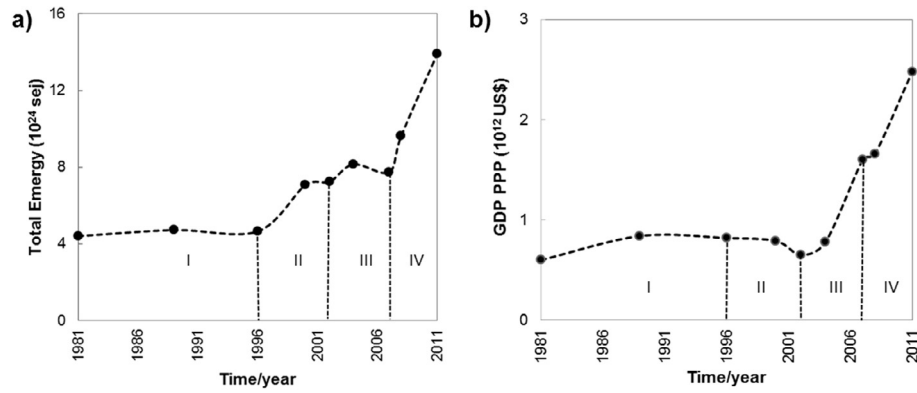 a)
Total Emergy (10²⁴ sej)
16
12
8
4
0
I
II
III
IV
1981
1986
1991
1996
2001
2006
2011
Time/year
b)
GDP PPP (10¹² US$)
3
2
1
0
I
II
III
IV
1981
1986
1991
1996
2001
2006
2011
Time/year